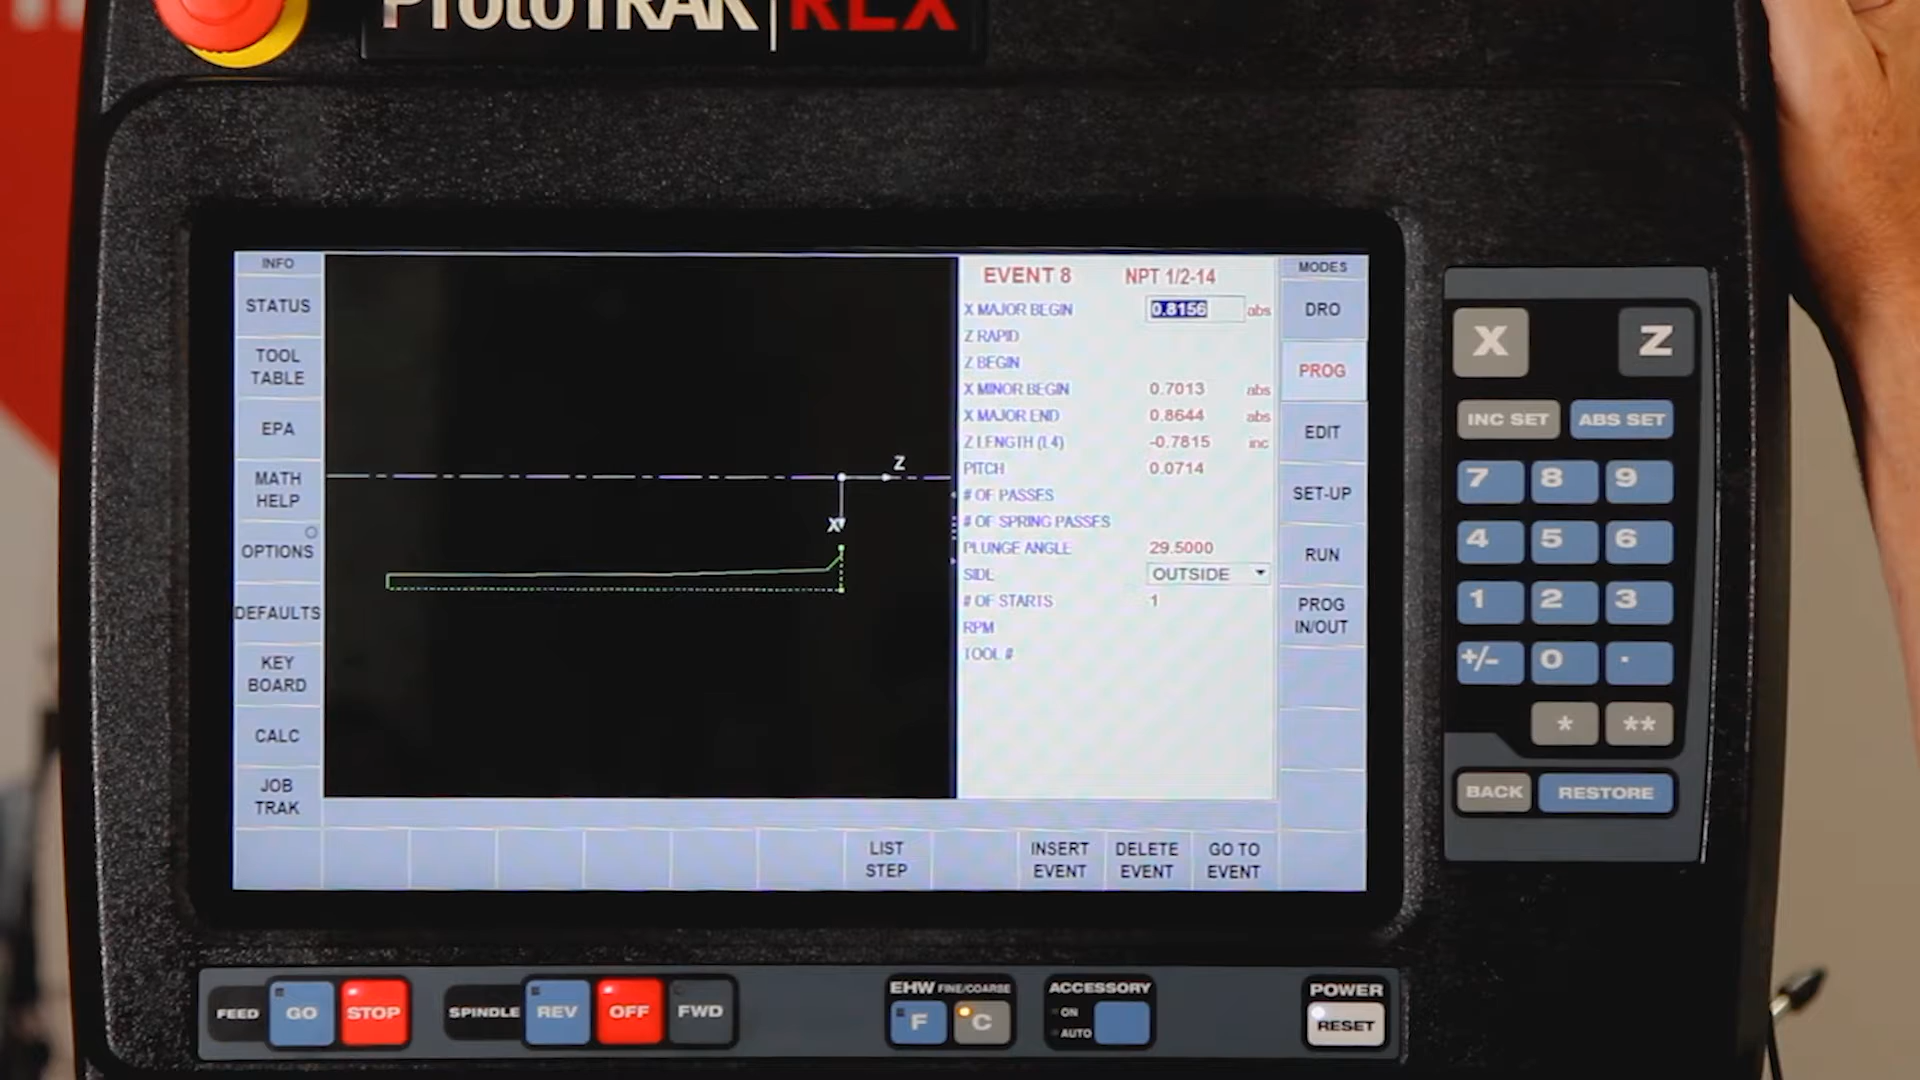 ProtoTRAK | RLX
INFO
STATUS
TOOL
TABLE
EPA
MATH
HELP
OPTIONS
DEFAULTS
KEY
BOARD
CALC
JOB
TRAK
Z
X
EVENT 8 NPT 1/2-14
X MAJOR BEGIN 0.8156 abs
Z RAPID
Z BEGIN
X MINOR BEGIN 0.7013 abs
X MAJOR END 0.8644 abs
Z LENGTH (L4) -0.7815 inc
PITCH 0.0714
# OF PASSES
# OF SPRING PASSES
PLUNGE ANGLE 29.5000
SIDE OUTSIDE
# OF STARTS 1
RPM
TOOL #
MODES
DRO
PROG
EDIT
SET-UP
RUN
PROG
IN/OUT
LIST
STEP
INSERT
EVENT
DELETE
EVENT
GO TO
EVENT
X Z
INC SET ABS SET
7 8 9
4 5 6
1 2 3
+/- 0 .
* **
BACK RESTORE
FEED GO STOP
SPINDLE REV OFF FWD
EHW FINE/COARSE
F C
ACCESSORY
ON
AUTO
POWER
RESET